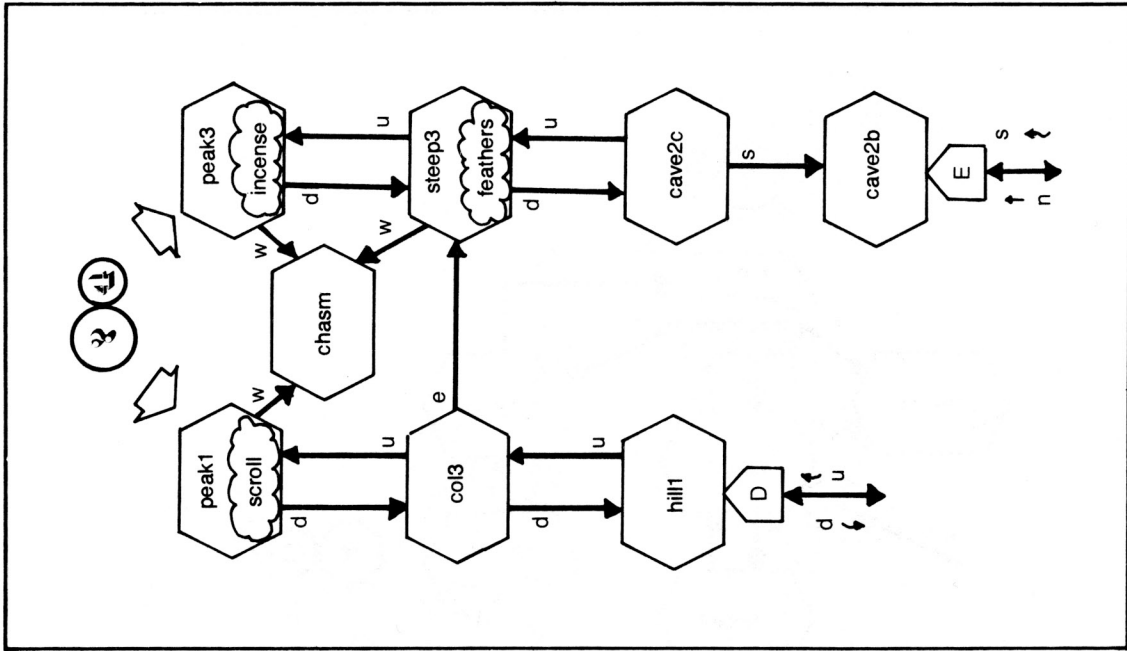 peak1
peak3
scroll
incense
w
w
d
u
d
u
chasm
w
col3
e
steep3
feathers
d
u
d
u
hill1
cave2c
s
D
d
u
cave2b
E
n
s